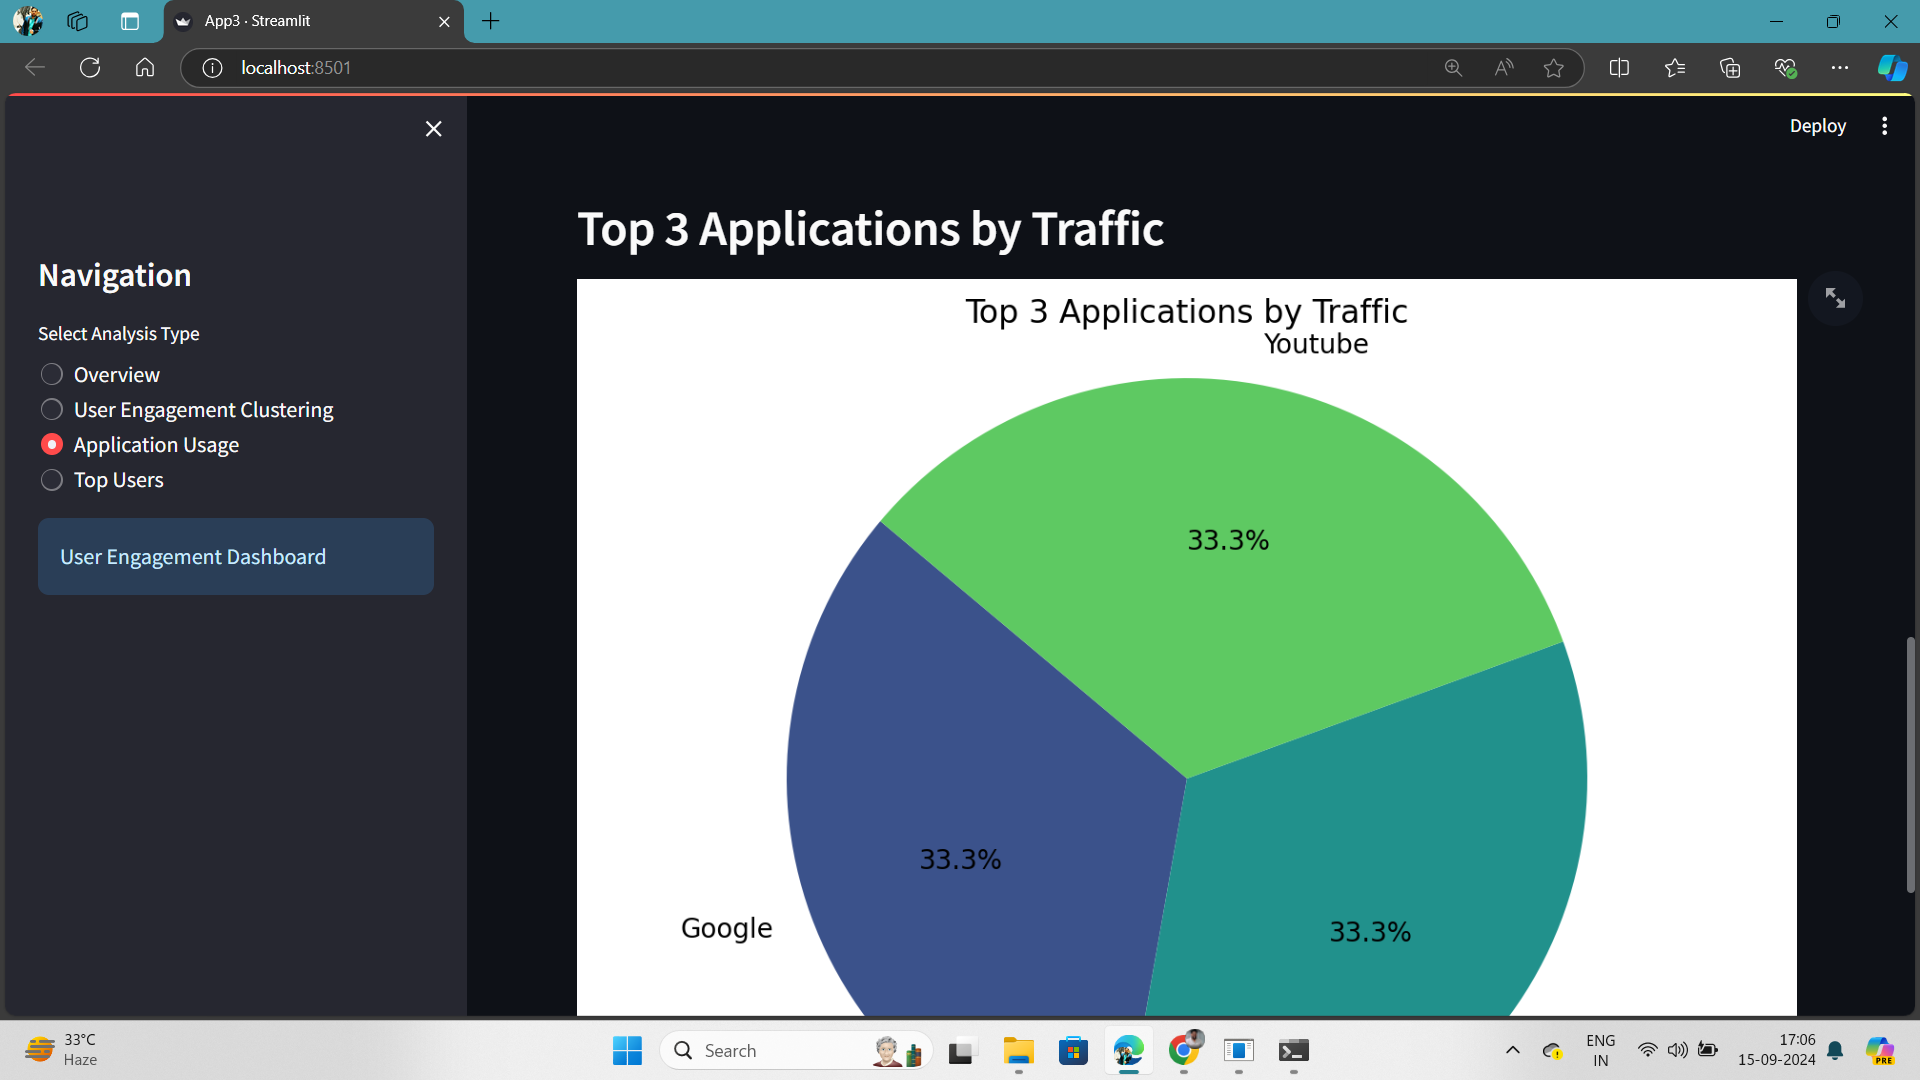 App3 · Streamlit
localhost:8501
Deploy
Navigation
Select Analysis Type
Overview
User Engagement Clustering
Application Usage
Top Users
User Engagement Dashboard
Top 3 Applications by Traffic
Top 3 Applications by Traffic
Youtube
33.3%
33.3%
Google
33.3%
33°C
Haze
Search
ENG
IN
17:06
15-09-2024
PRE